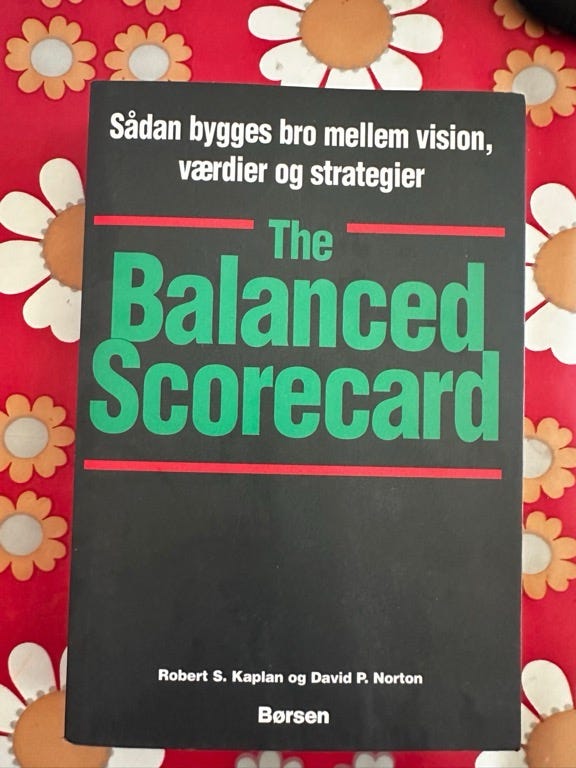 Sådan bygges bro mellem vision,
værdier og strategier
The
Balanced
Scorecard
Robert S. Kaplan og David P. Norton
Børsen